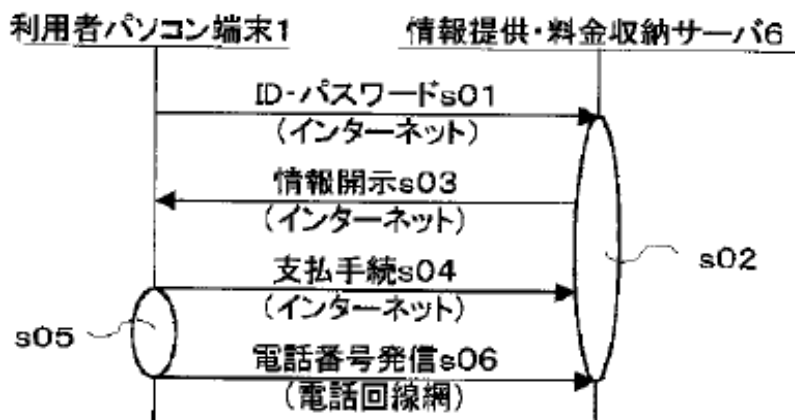 利用者パソコン端末1
情報提供・料金収納サーバ6
ID-パスワードs01
(インターネット)
情報開示s03
(インターネット)
s02
支払手続s04
(インターネット)
s05
電話番号発信s06
(電話回線網)